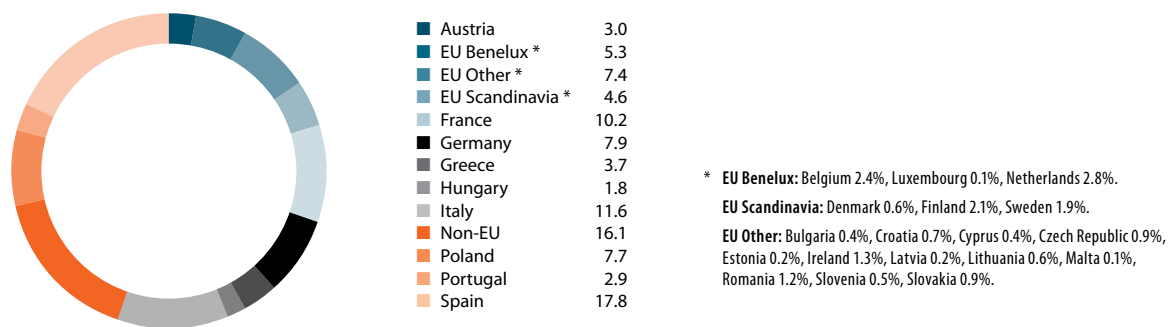 Austria 3.0
EU Benelux * 5.3
EU Other * 7.4
EU Scandinavia * 4.6
France 10.2
Germany 7.9
Greece 3.7
Hungary 1.8
Italy 11.6
Non-EU 16.1
Poland 7.7
Portugal 2.9
Spain 17.8
* EU Benelux: Belgium 2.4%, Luxembourg 0.1%, Netherlands 2.8%.
EU Scandinavia: Denmark 0.6%, Finland 2.1%, Sweden 1.9%.
EU Other: Bulgaria 0.4%, Croatia 0.7%, Cyprus 0.4%, Czech Republic 0.9%,
Estonia 0.2%, Ireland 1.3%, Latvia 0.2%, Lithuania 0.6%, Malta 0.1%,
Romania 1.2%, Slovenia 0.5%, Slovakia 0.9%.